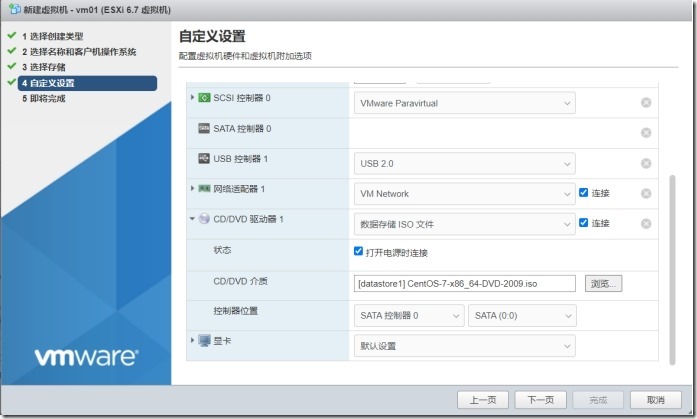 新建虚拟机 - vm01 (ESXi 6.7 虚拟机)
1 选择创建类型
2 选择名称和客户机操作系统
3 选择存储
4 自定义设置
5 即将完成
vmware®
自定义设置
配置虚拟机硬件和虚拟机附加选项
SCSI 控制器 0
VMware Paravirtual
SATA 控制器 0
USB 控制器 1
USB 2.0
网络适配器 1
VM Network
连接
CD/DVD 驱动器 1
数据存储 ISO 文件
连接
状态
打开电源时连接
CD/DVD 介质
[datastore1] CentOS-7-x86_64-DVD-2009.iso
浏览...
控制器位置
SATA 控制器 0
SATA (0:0)
显卡
默认设置
上一页
下一页
完成
取消